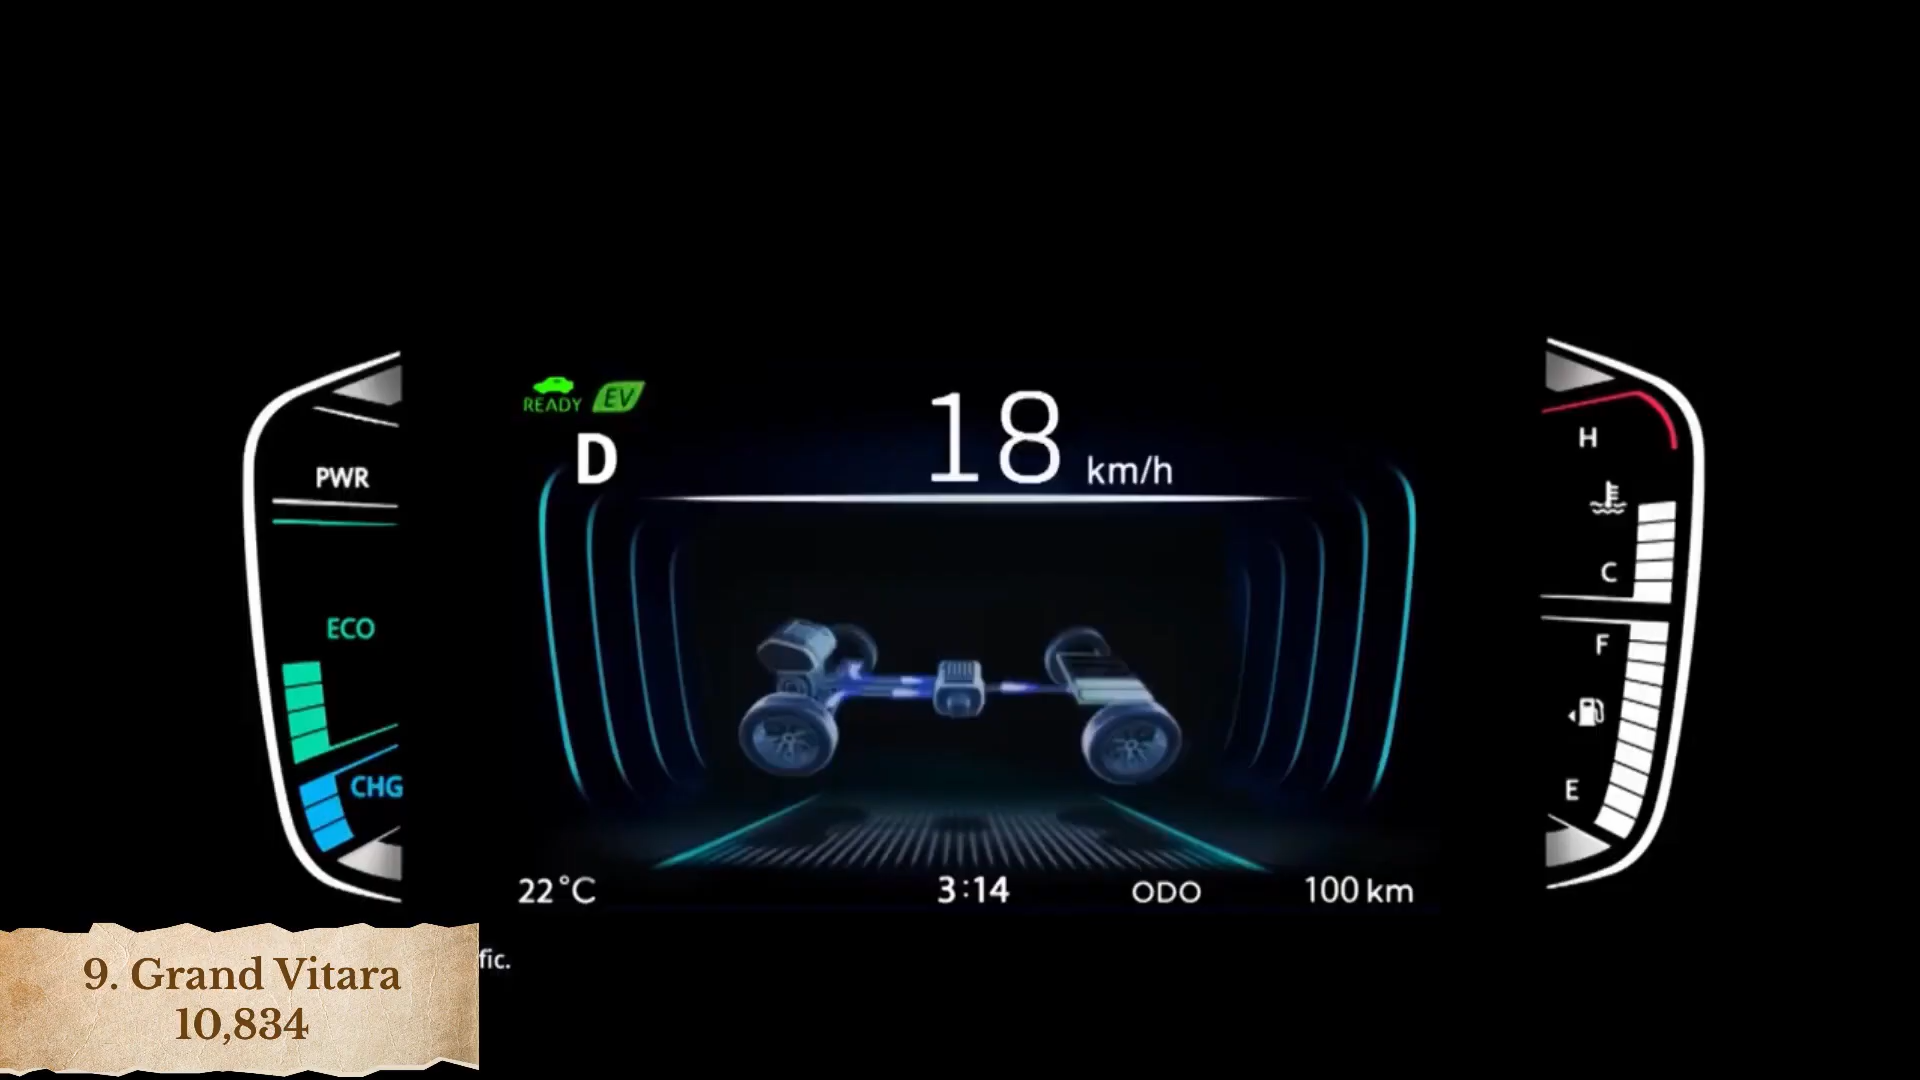 READY EV
D
18 km/h
PWR
ECO
CHG
H
C
F
E
22°C 3:14 ODO 100 km
fic.
9. Grand Vitara
10,834